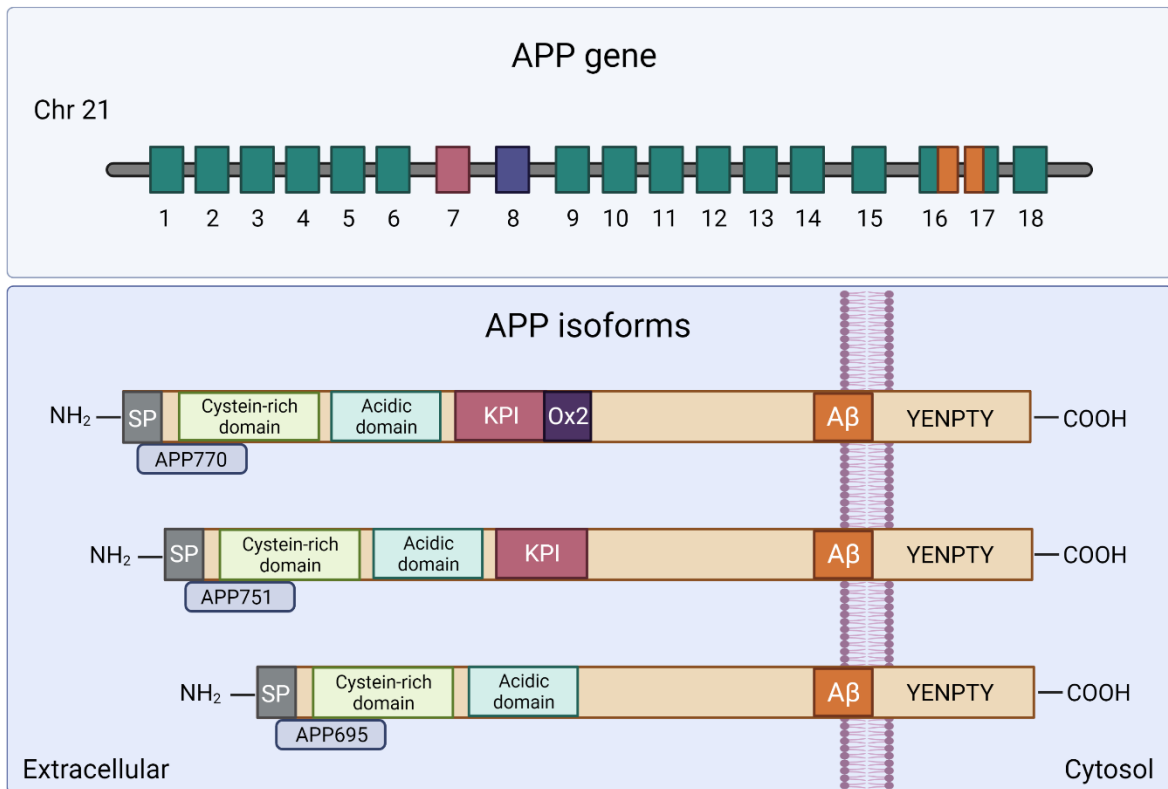 APP gene
Chr 21
1 2 3 4 5 6 7 8 9 10 11 12 13 14 15 16 17 18
APP isoforms
NH2 SP Cystein-rich domain Acidic domain KPI Ox2 Aβ YENPTY COOH
APP770
NH2 SP Cystein-rich domain Acidic domain KPI Aβ YENPTY COOH
APP751
NH2 SP Cystein-rich domain Acidic domain Aβ YENPTY COOH
APP695
Extracellular Cytosol